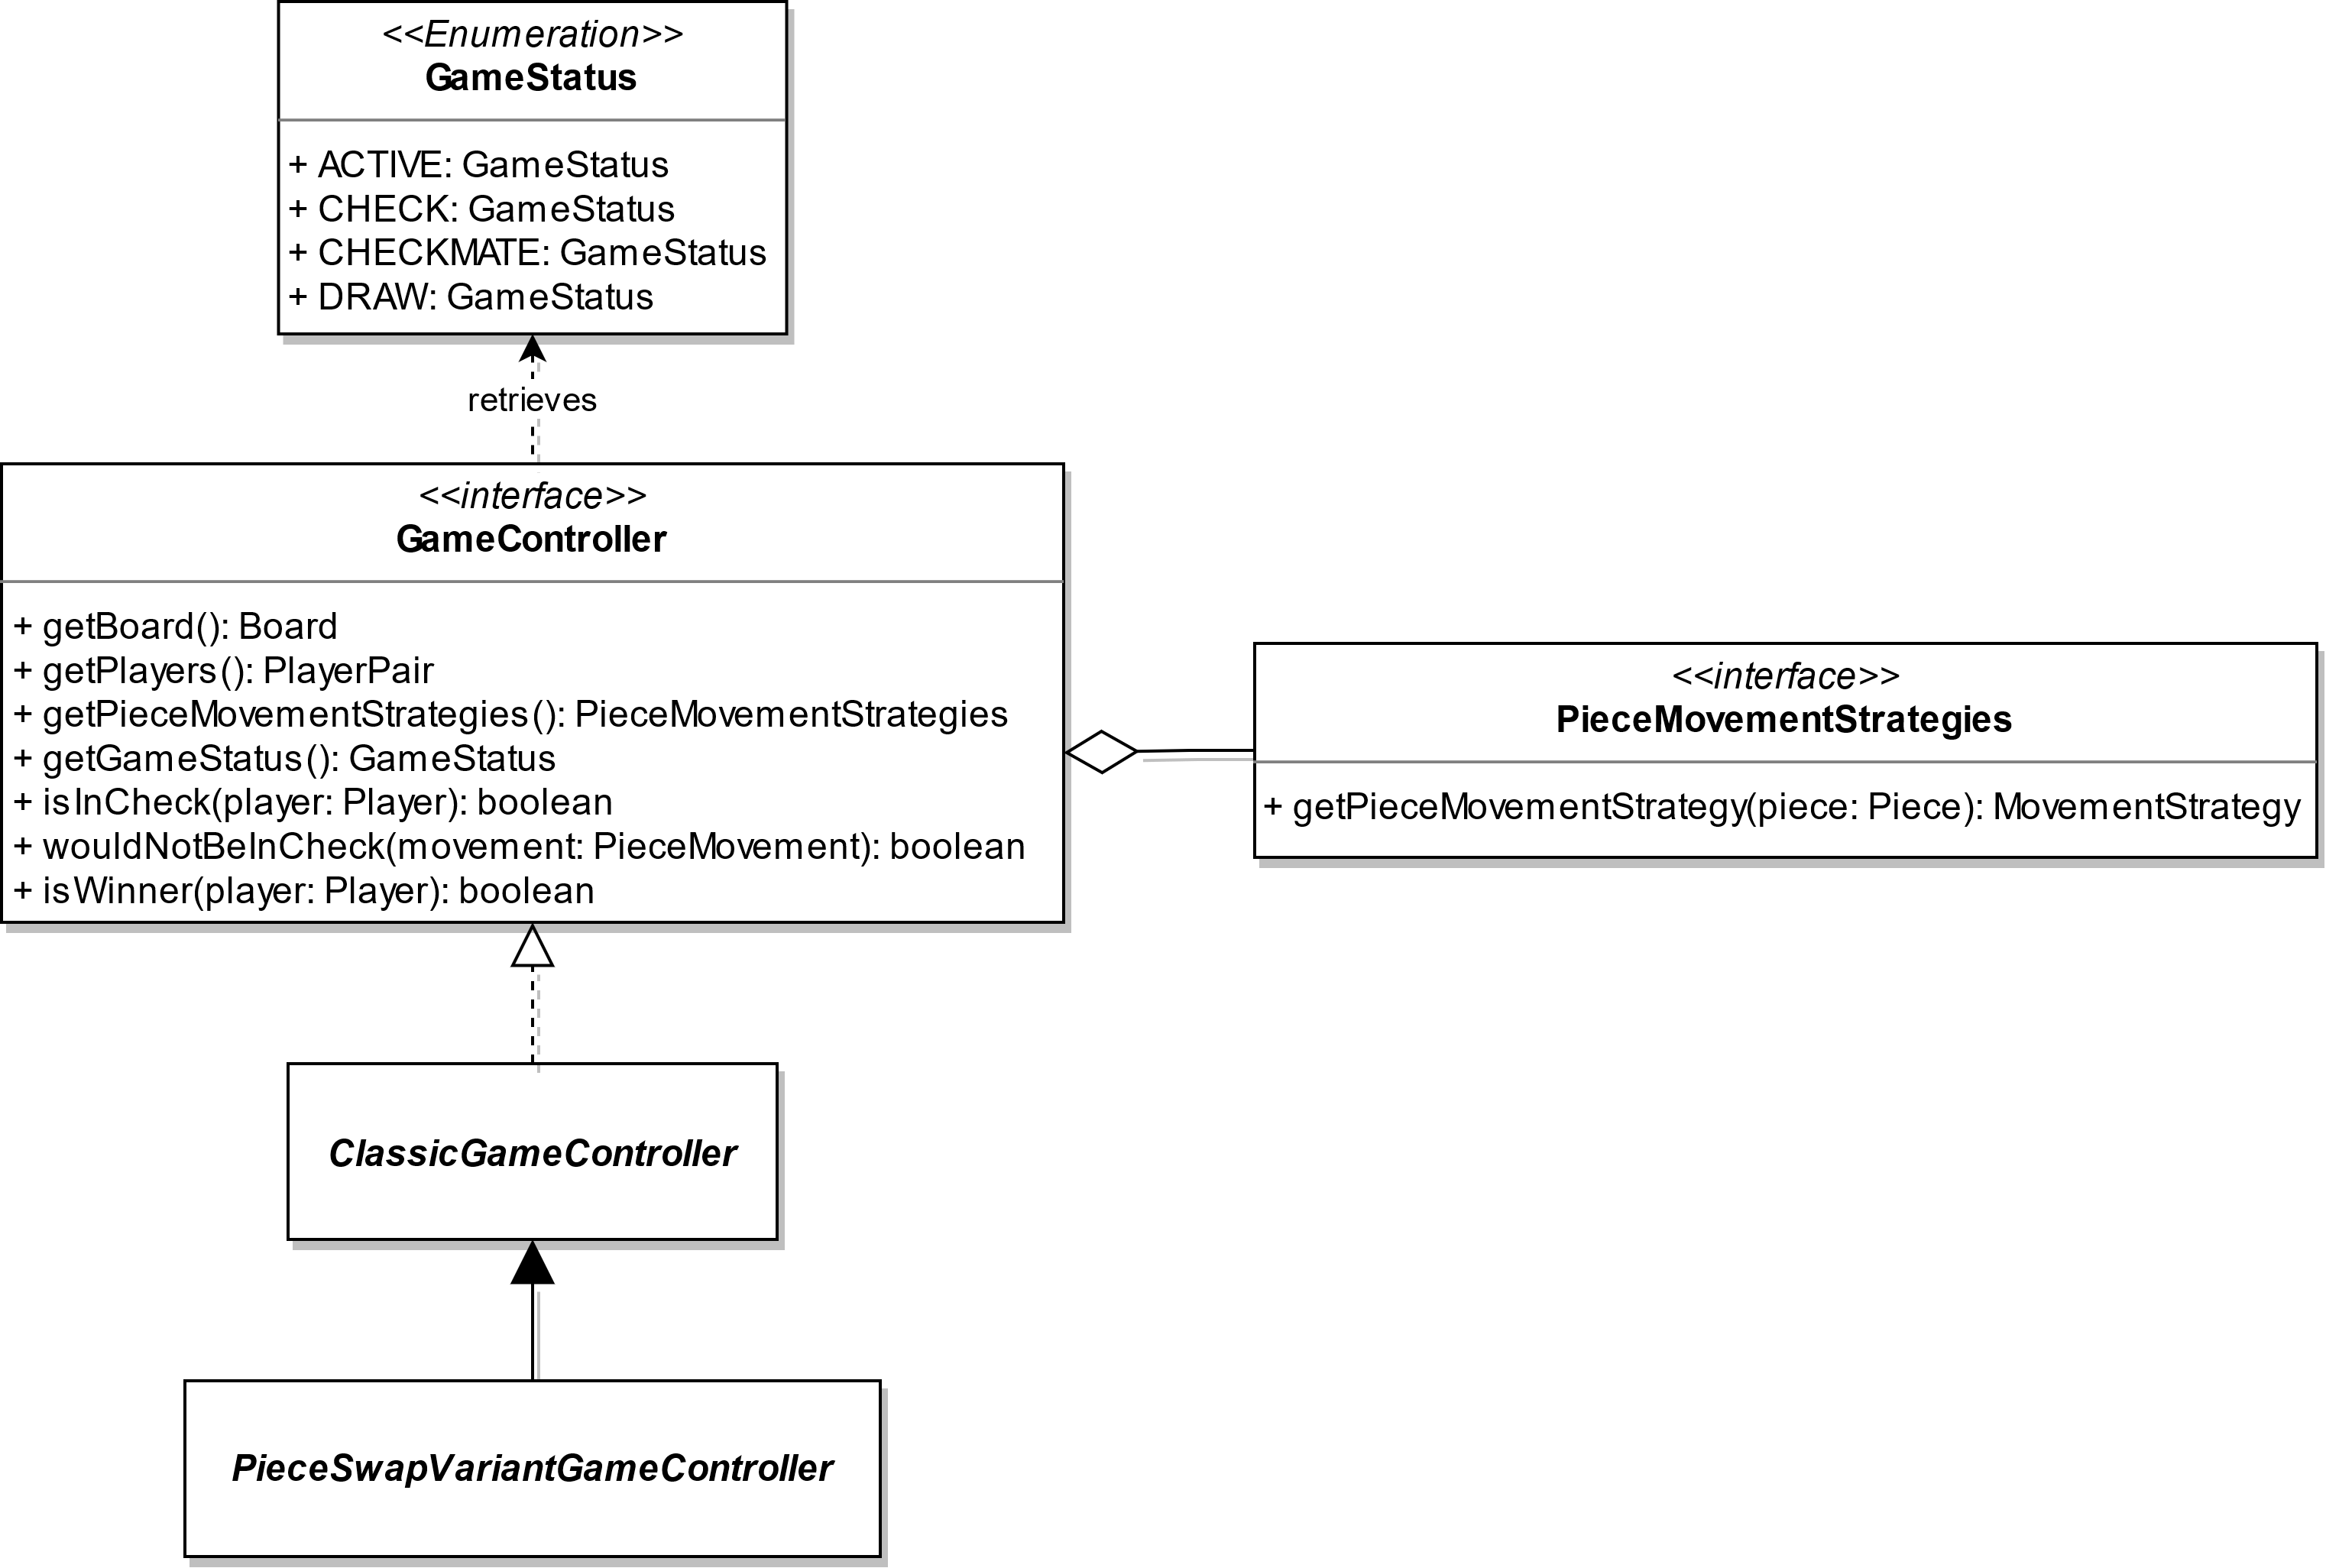 <<Enumeration>>
GameStatus
+ ACTIVE: GameStatus
+ CHECK: GameStatus
+ CHECKMATE: GameStatus
+ DRAW: GameStatus
retrieves
<<interface>>
GameController
+ getBoard(): Board
+ getPlayers(): PlayerPair
+ getPieceMovementStrategies(): PieceMovementStrategies
+ getGameStatus(): GameStatus
+ isInCheck(player: Player): boolean
+ wouldNotBeInCheck(movement: PieceMovement): boolean
+ isWinner(player: Player): boolean
<<interface>>
PieceMovementStrategies
+ getPieceMovementStrategy(piece: Piece): MovementStrategy
ClassicGameController
PieceSwapVariantGameController